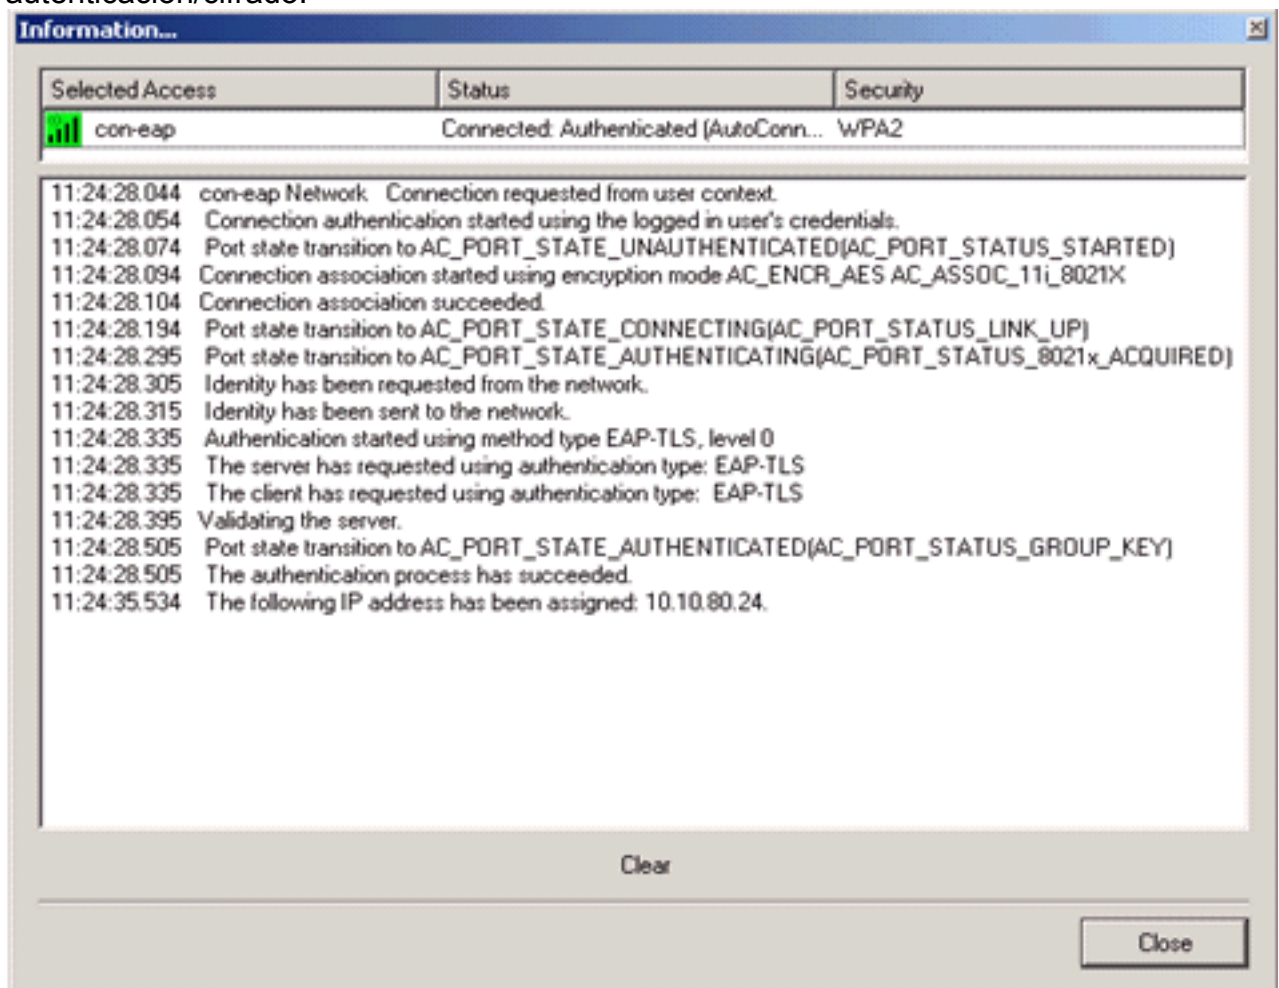 autenticación/cifrado.
Information...
Selected Access Status Security
con-eap Connected: Authenticated (AutoConn... WPA2
11:24:28.044 con-eap Network Connection requested from user context.
11:24:28.054 Connection authentication started using the logged in user's credentials.
11:24:28.074 Port state transition to AC_PORT_STATE_UNAUTHENTICATED(AC_PORT_STATUS_STARTED)
11:24:28.094 Connection association started using encryption mode AC_ENCR_AES AC_ASSOC_11i_8021X
11:24:28.104 Connection association succeeded.
11:24:28.194 Port state transition to AC_PORT_STATE_CONNECTING(AC_PORT_STATUS_LINK_UP)
11:24:28.295 Port state transition to AC_PORT_STATE_AUTHENTICATING(AC_PORT_STATUS_8021x_ACQUIRED)
11:24:28.305 Identity has been requested from the network.
11:24:28.315 Identity has been sent to the network.
11:24:28.335 Authentication started using method type EAP-TLS, level 0
11:24:28.335 The server has requested using authentication type: EAP-TLS
11:24:28.335 The client has requested using authentication type: EAP-TLS
11:24:28.395 Validating the server.
11:24:28.505 Port state transition to AC_PORT_STATE_AUTHENTICATED(AC_PORT_STATUS_GROUP_KEY)
11:24:28.505 The authentication process has succeeded.
11:24:35.534 The following IP address has been assigned: 10.10.80.24.
Clear
Close